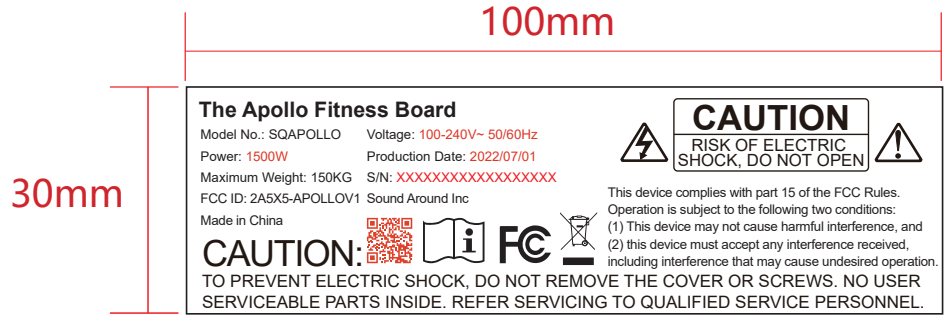 100mm
30mm
The Apollo Fitness Board
Model No.: SQAPOLLO Voltage: 100-240V~ 50/60Hz
Power: 1500W Production Date: 2022/07/01
Maximum Weight: 150KG S/N: XXXXXXXXXXXXXXXXXX
FCC ID: 2A5X5-APOLLOV1 Sound Around Inc
Made in China
CAUTION
RISK OF ELECTRIC
SHOCK, DO NOT OPEN
This device complies with part 15 of the FCC Rules.
Operation is subject to the following two conditions:
(1) This device may not cause harmful interference, and
(2) this device must accept any interference received,
including interference that may cause undesired operation.
CAUTION:
i
FC
TO PREVENT ELECTRIC SHOCK, DO NOT REMOVE THE COVER OR SCREWS. NO USER
SERVICEABLE PARTS INSIDE. REFER SERVICING TO QUALIFIED SERVICE PERSONNEL.